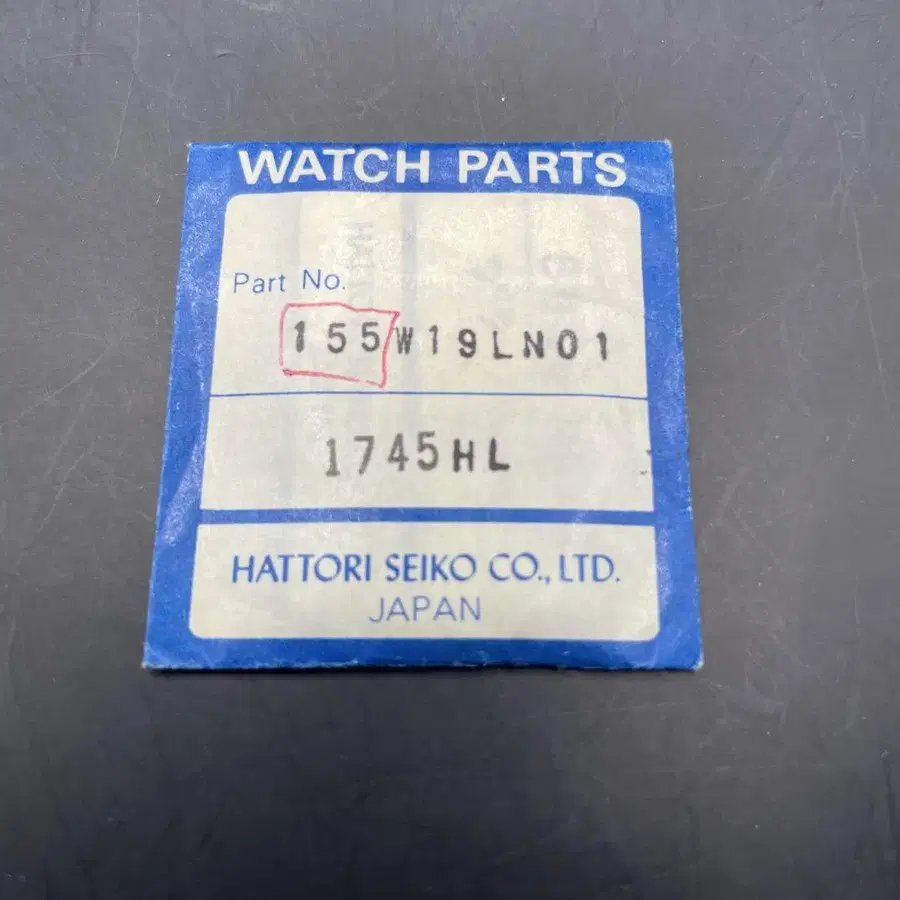 WATCH PARTS
Part No.
155W19LN01
1745HL
HATTORI SEIKO CO., LTD.
JAPAN